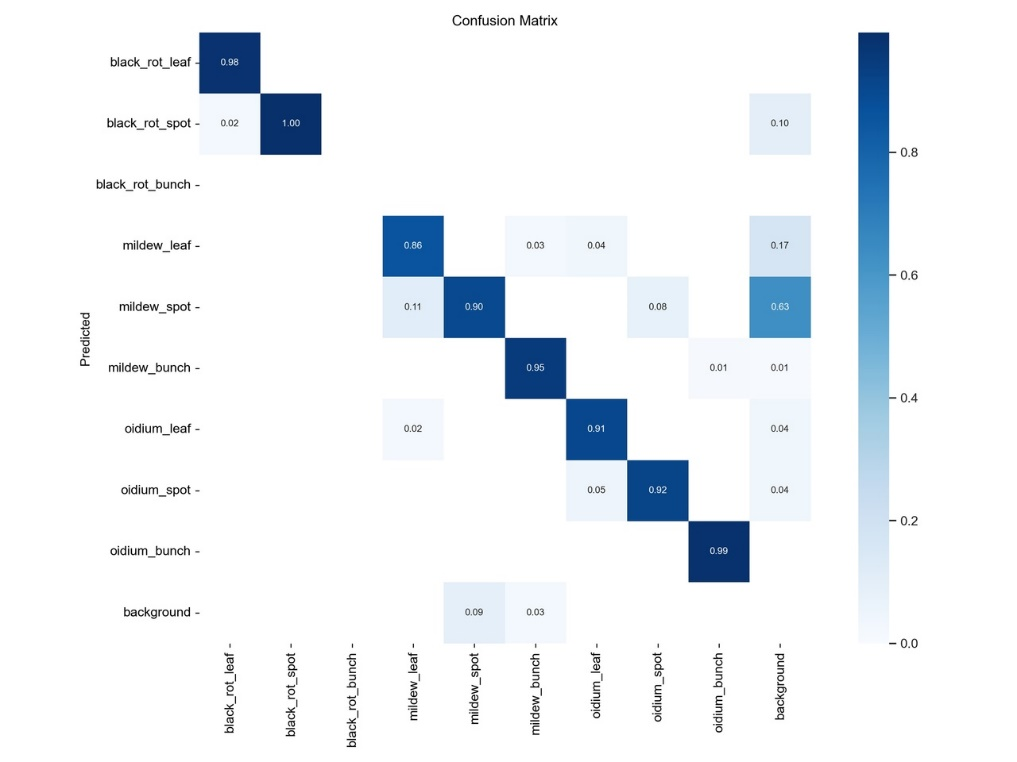 Confusion Matrix
black_rot_leaf
0.98
black_rot_spot
0.02 1.00 0.10
0.8
black_rot_bunch
mildew_leaf
0.86 0.03 0.04 0.17
0.6
mildew_spot
0.11 0.90 0.08 0.63
Predicted
mildew_bunch
0.95 0.01 0.01
0.4
oidium_leaf
0.02 0.91 0.04
oidium_spot
0.05 0.92 0.04
0.2
oidium_bunch
0.99
background
0.09 0.03
0.0
black_rot_leaf
black_rot_spot
black_rot_bunch
mildew_leaf
mildew_spot
mildew_bunch
oidium_leaf
oidium_spot
oidium_bunch
background